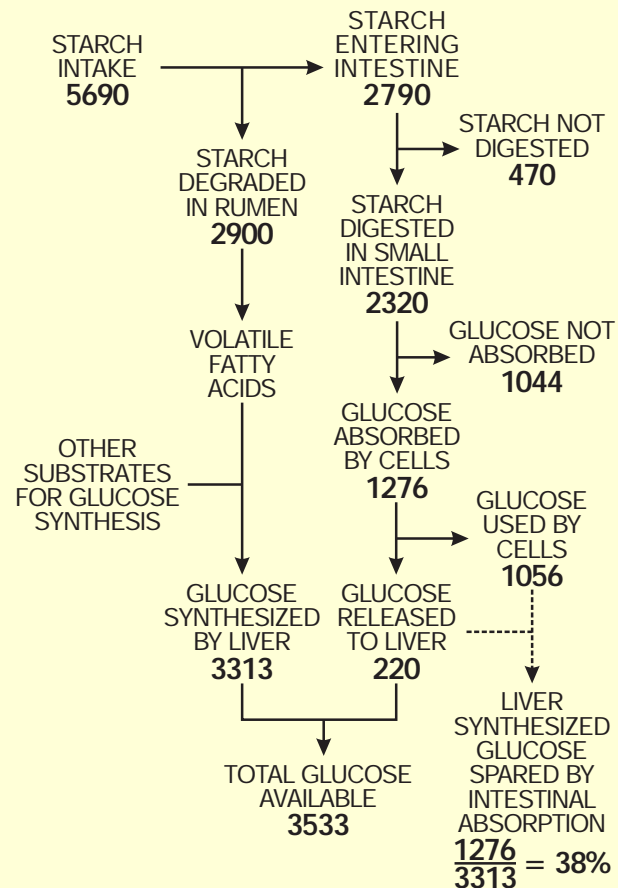 STARCH
INTAKE
5690
STARCH
ENTERING
INTESTINE
2790
STARCH NOT
DIGESTED
470
STARCH
DEGRADED
IN RUMEN
2900
STARCH
DIGESTED
IN SMALL
INTESTINE
2320
VOLATILE
FATTY
ACIDS
GLUCOSE NOT
ABSORBED
1044
GLUCOSE
ABSORBED
BY CELLS
1276
OTHER
SUBSTRATES
FOR GLUCOSE
SYNTHESIS
GLUCOSE
USED BY
CELLS
1056
GLUCOSE
SYNTHESIZED
BY LIVER
3313
GLUCOSE
RELEASED
TO LIVER
220
LIVER
SYNTHESIZED
GLUCOSE
SPARED BY
INTESTINAL
ABSORPTION
1276
3313 = 38%
TOTAL GLUCOSE
AVAILABLE
3533